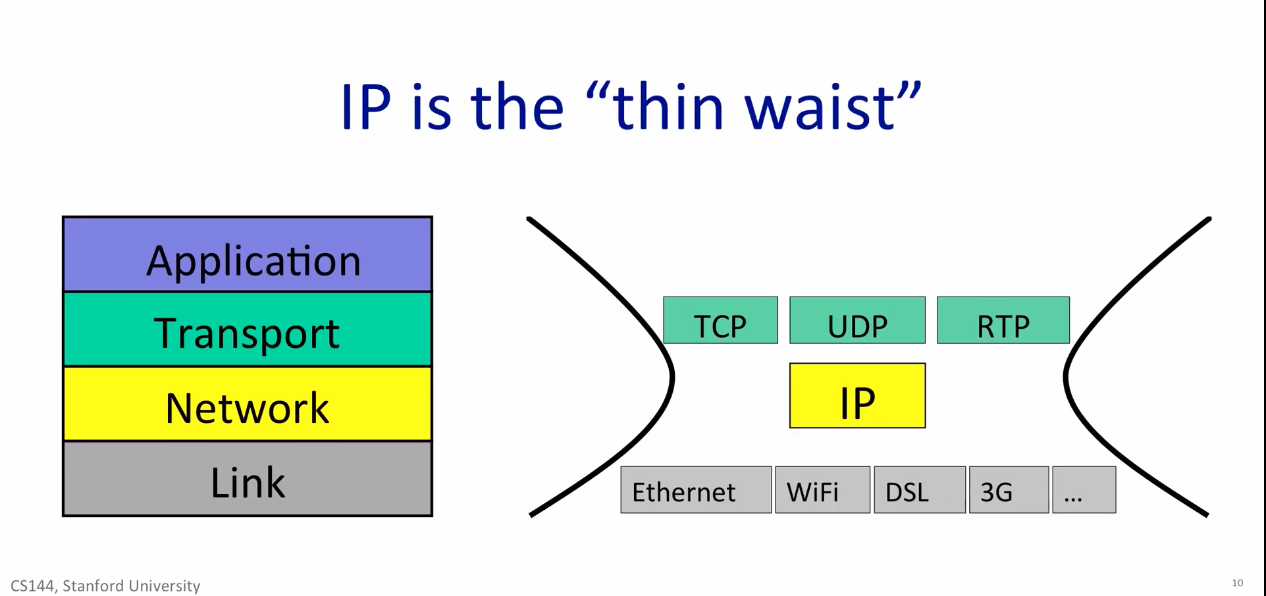 IP is the “thin waist”
Application
Transport
Network
Link
TCP UDP RTP
IP
Ethernet WiFi DSL 3G ...
CS144, Stanford University
10